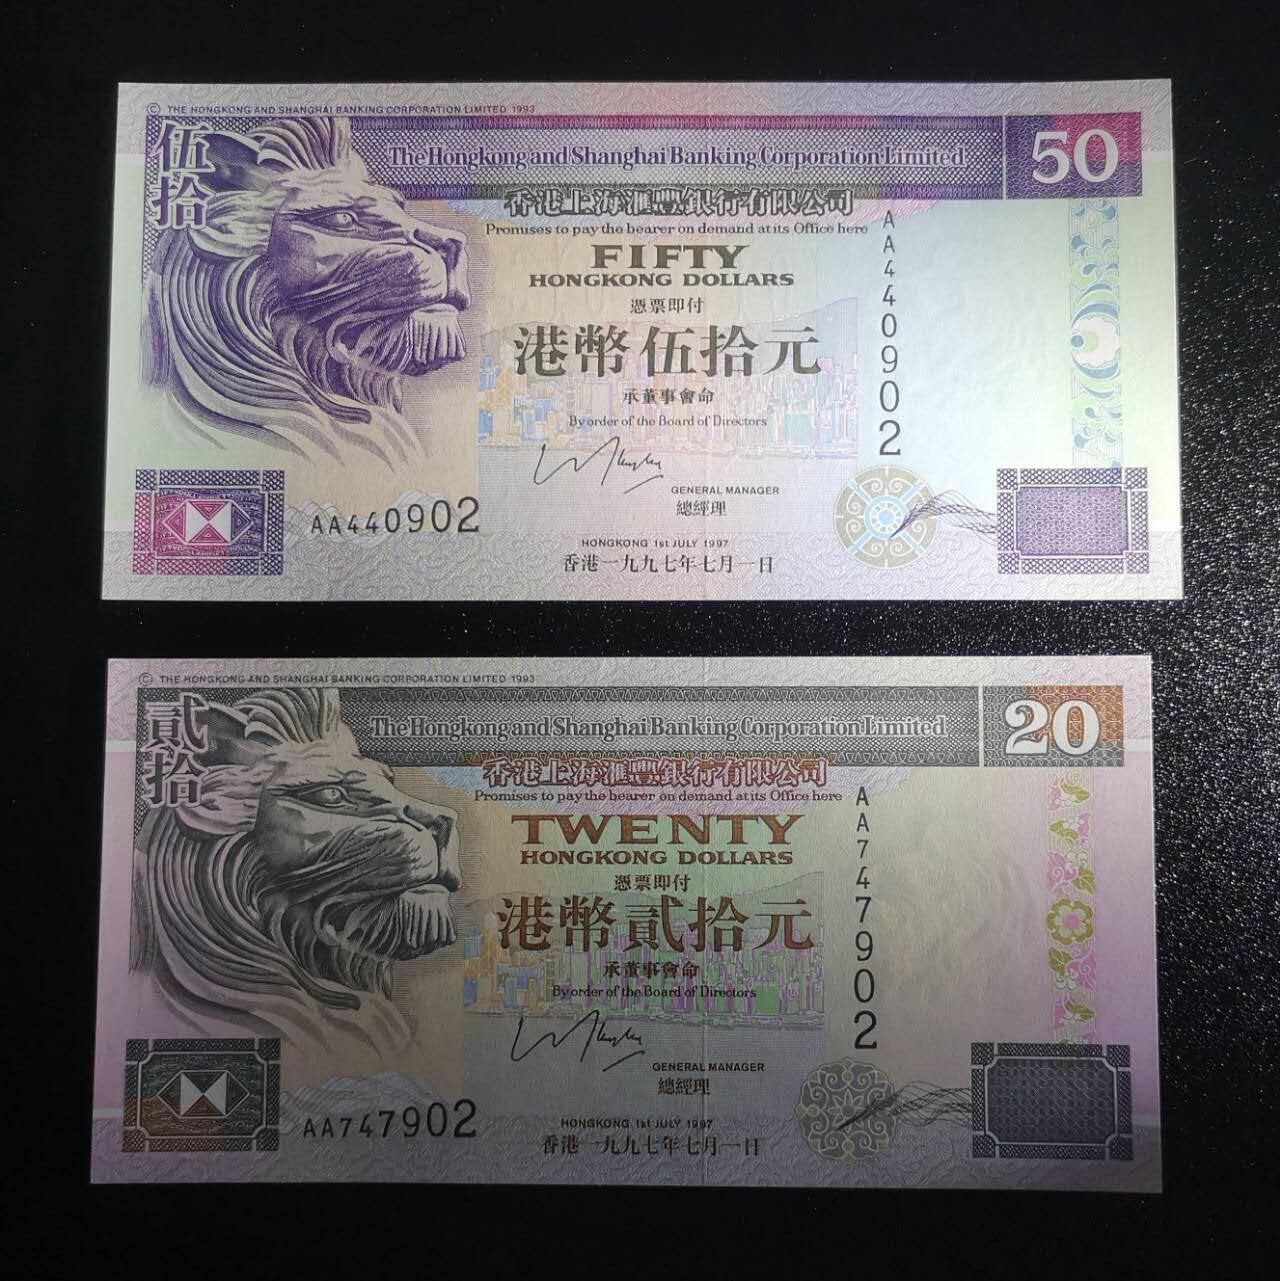 © THE HONGKONG AND SHANGHAI BANKING CORPORATION LIMITED 1993
伍拾
The Hongkong and Shanghai Banking Corporation Limited
50
香港上海滙豐銀行有限公司
Promises to pay the bearer on demand at its Office here
FIFTY
HONGKONG DOLLARS
憑票即付
港幣伍拾元
承董事會命
By order of the Board of Directors
AA440902
GENERAL MANAGER
總經理
AA440902
HONGKONG 1st JULY 1997
香港一九九七年七月一日
© THE HONGKONG AND SHANGHAI BANKING CORPORATION LIMITED 1993
貳拾
The Hongkong and Shanghai Banking Corporation Limited
20
香港上海滙豐銀行有限公司
Promises to pay the bearer on demand at its Office here
TWENTY
HONGKONG DOLLARS
憑票即付
港幣貳拾元
承董事會命
By order of the Board of Directors
AA747902
GENERAL MANAGER
總經理
AA747902
HONGKONG 1st JULY 1997
香港一九九七年七月一日